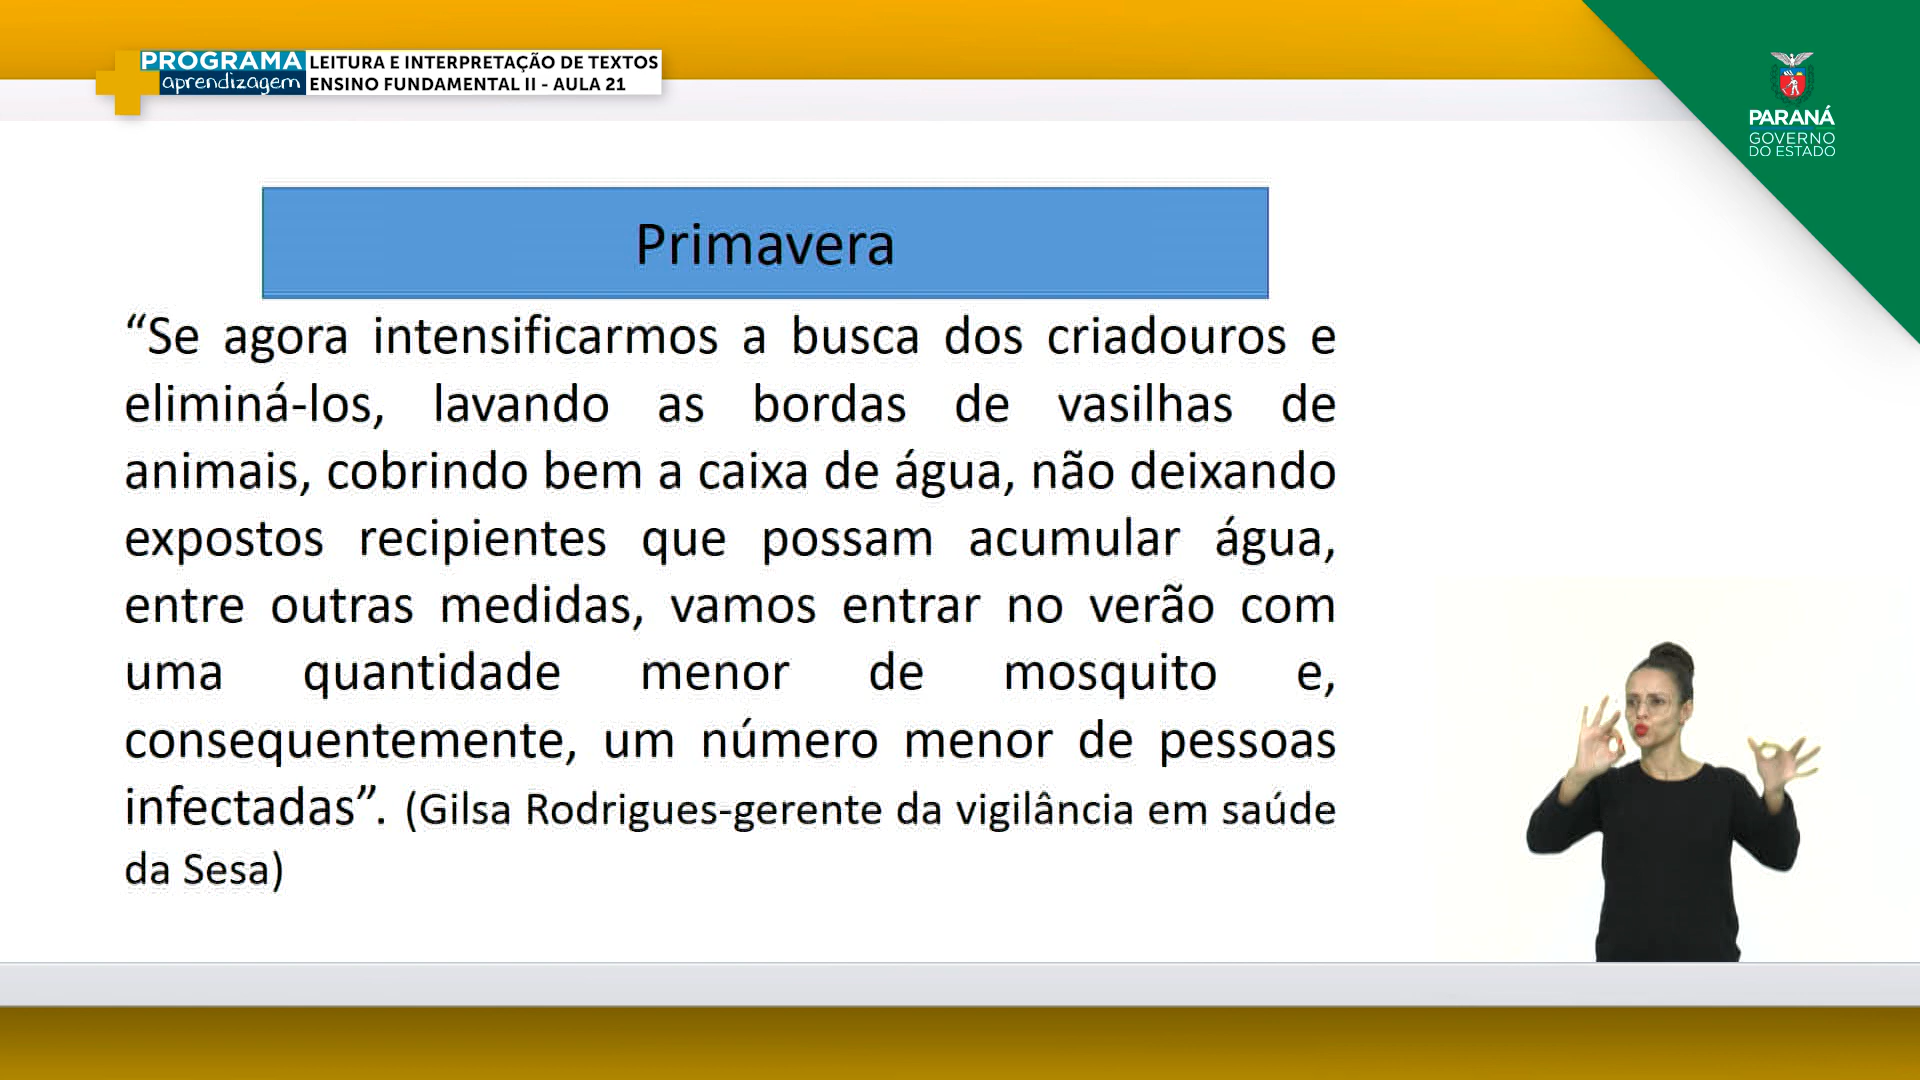 PROGRAMA
aprendizagem
LEITURA E INTERPRETAÇÃO DE TEXTOS
ENSINO FUNDAMENTAL II - AULA 21
PARANÁ
GOVERNO
DO ESTADO
Primavera
“Se agora intensificarmos a busca dos criadouros e
eliminá-los, lavando as bordas de vasilhas de
animais, cobrindo bem a caixa de água, não deixando
expostos recipientes que possam acumular água,
entre outras medidas, vamos entrar no verão com
uma quantidade menor de mosquito e,
consequentemente, um número menor de pessoas
infectadas”. (Gilsa Rodrigues-gerente da vigilância em saúde
da Sesa)